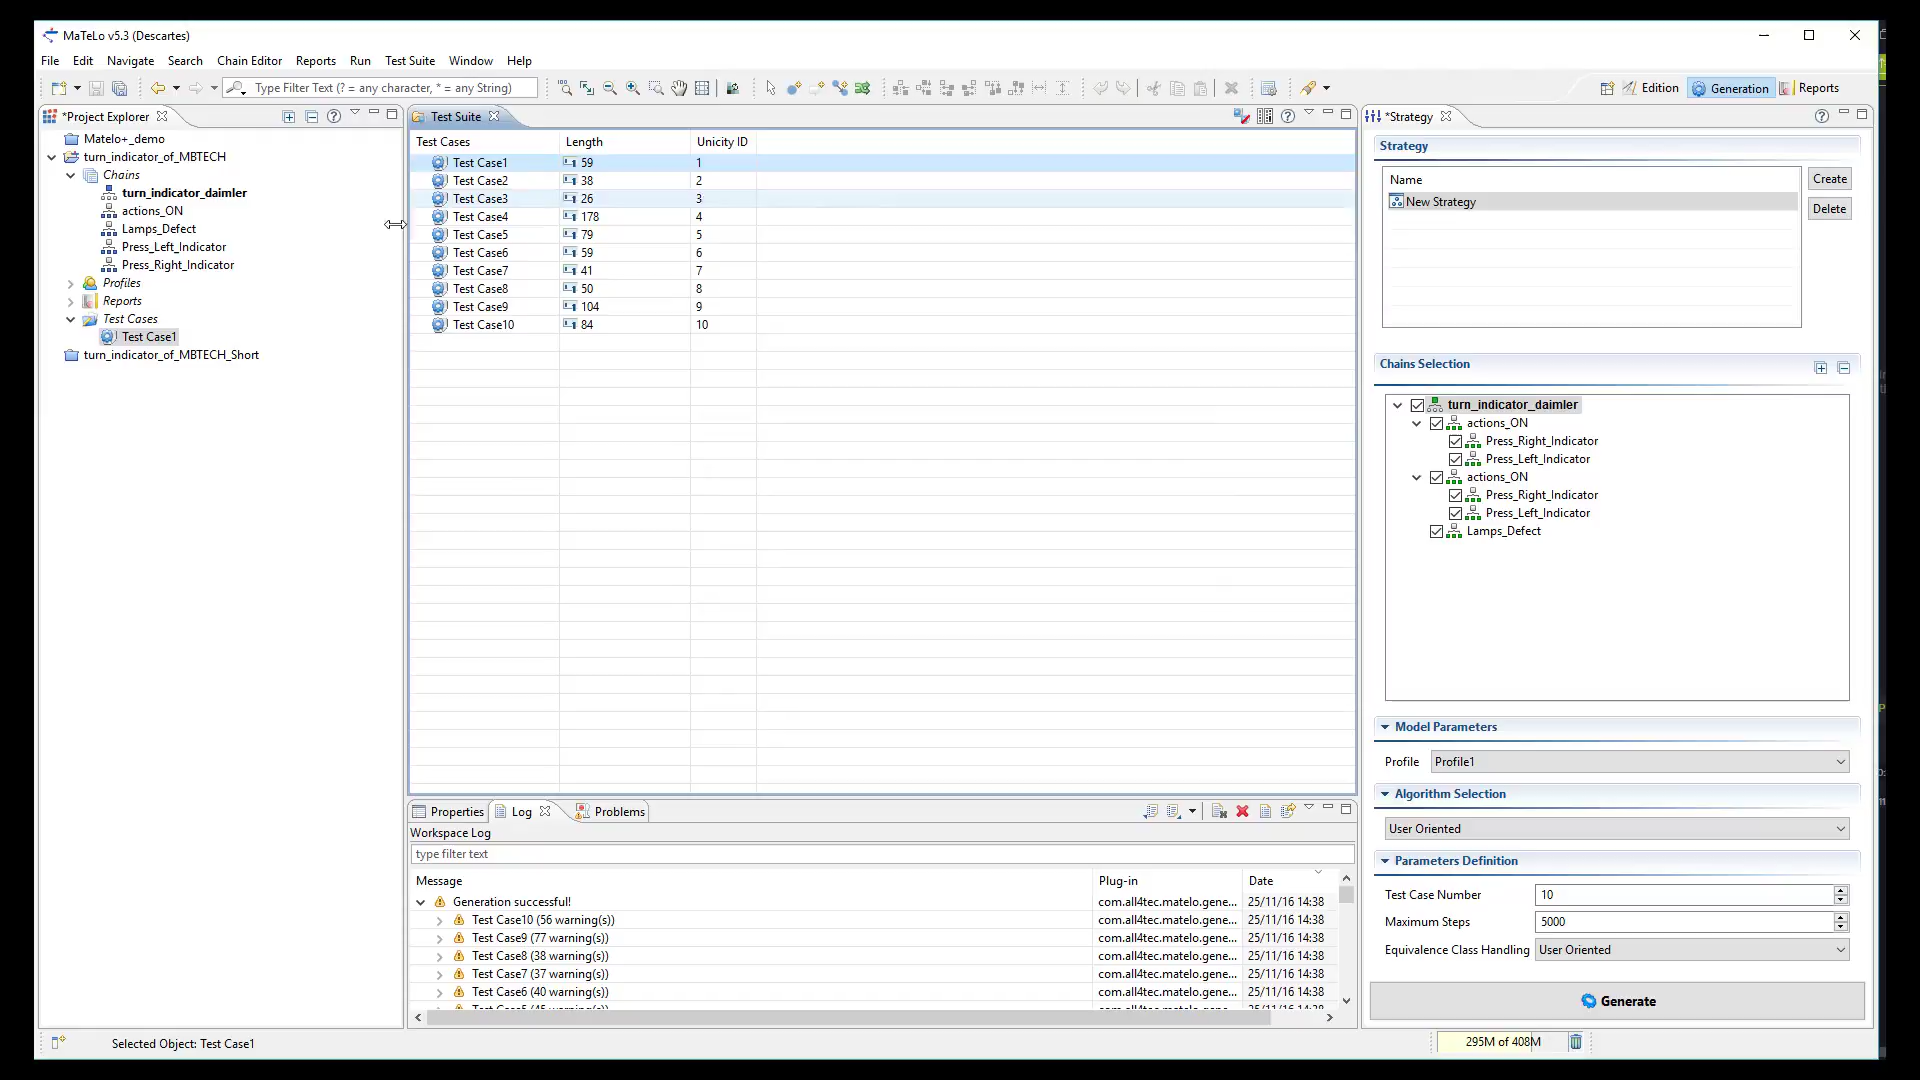 MaTeLo v5.3 (Descartes)
File Edit Navigate Search Chain Editor Reports Run Test Suite Window Help
Type Filter Text (? = any character, * = any String)
Edition Generation Reports
*Project Explorer
Matelo+_demo
turn_indicator_of_MBTECH
Chains
turn_indicator_daimler
actions_ON
Lamps_Defect
Press_Left_Indicator
Press_Right_Indicator
Profiles
Reports
Test Cases
Test Case1
turn_indicator_of_MBTECH_Short
Test Suite
Test Cases Length Unicity ID
Test Case1 59 1
Test Case2 38 2
Test Case3 26 3
Test Case4 178 4
Test Case5 79 5
Test Case6 59 6
Test Case7 41 7
Test Case8 50 8
Test Case9 104 9
Test Case10 84 10
Properties Log Problems
Workspace Log
type filter text
Message Plug-in Date
Generation successful! com.all4tec.matelo.gene... 25/11/16 14:38
Test Case10 (56 warning(s)) com.all4tec.matelo.gene... 25/11/16 14:38
Test Case9 (77 warning(s)) com.all4tec.matelo.gene... 25/11/16 14:38
Test Case8 (38 warning(s)) com.all4tec.matelo.gene... 25/11/16 14:38
Test Case7 (37 warning(s)) com.all4tec.matelo.gene... 25/11/16 14:38
Test Case6 (40 warning(s)) com.all4tec.matelo.gene... 25/11/16 14:38
*Strategy
Strategy
Name
New Strategy
Create
Delete
Chains Selection
turn_indicator_daimler
actions_ON
Press_Right_Indicator
Press_Left_Indicator
actions_ON
Press_Right_Indicator
Press_Left_Indicator
Lamps_Defect
Model Parameters
Profile Profile1
Algorithm Selection
User Oriented
Parameters Definition
Test Case Number 10
Maximum Steps 5000
Equivalence Class Handling User Oriented
Generate
Selected Object: Test Case1
295M of 408M